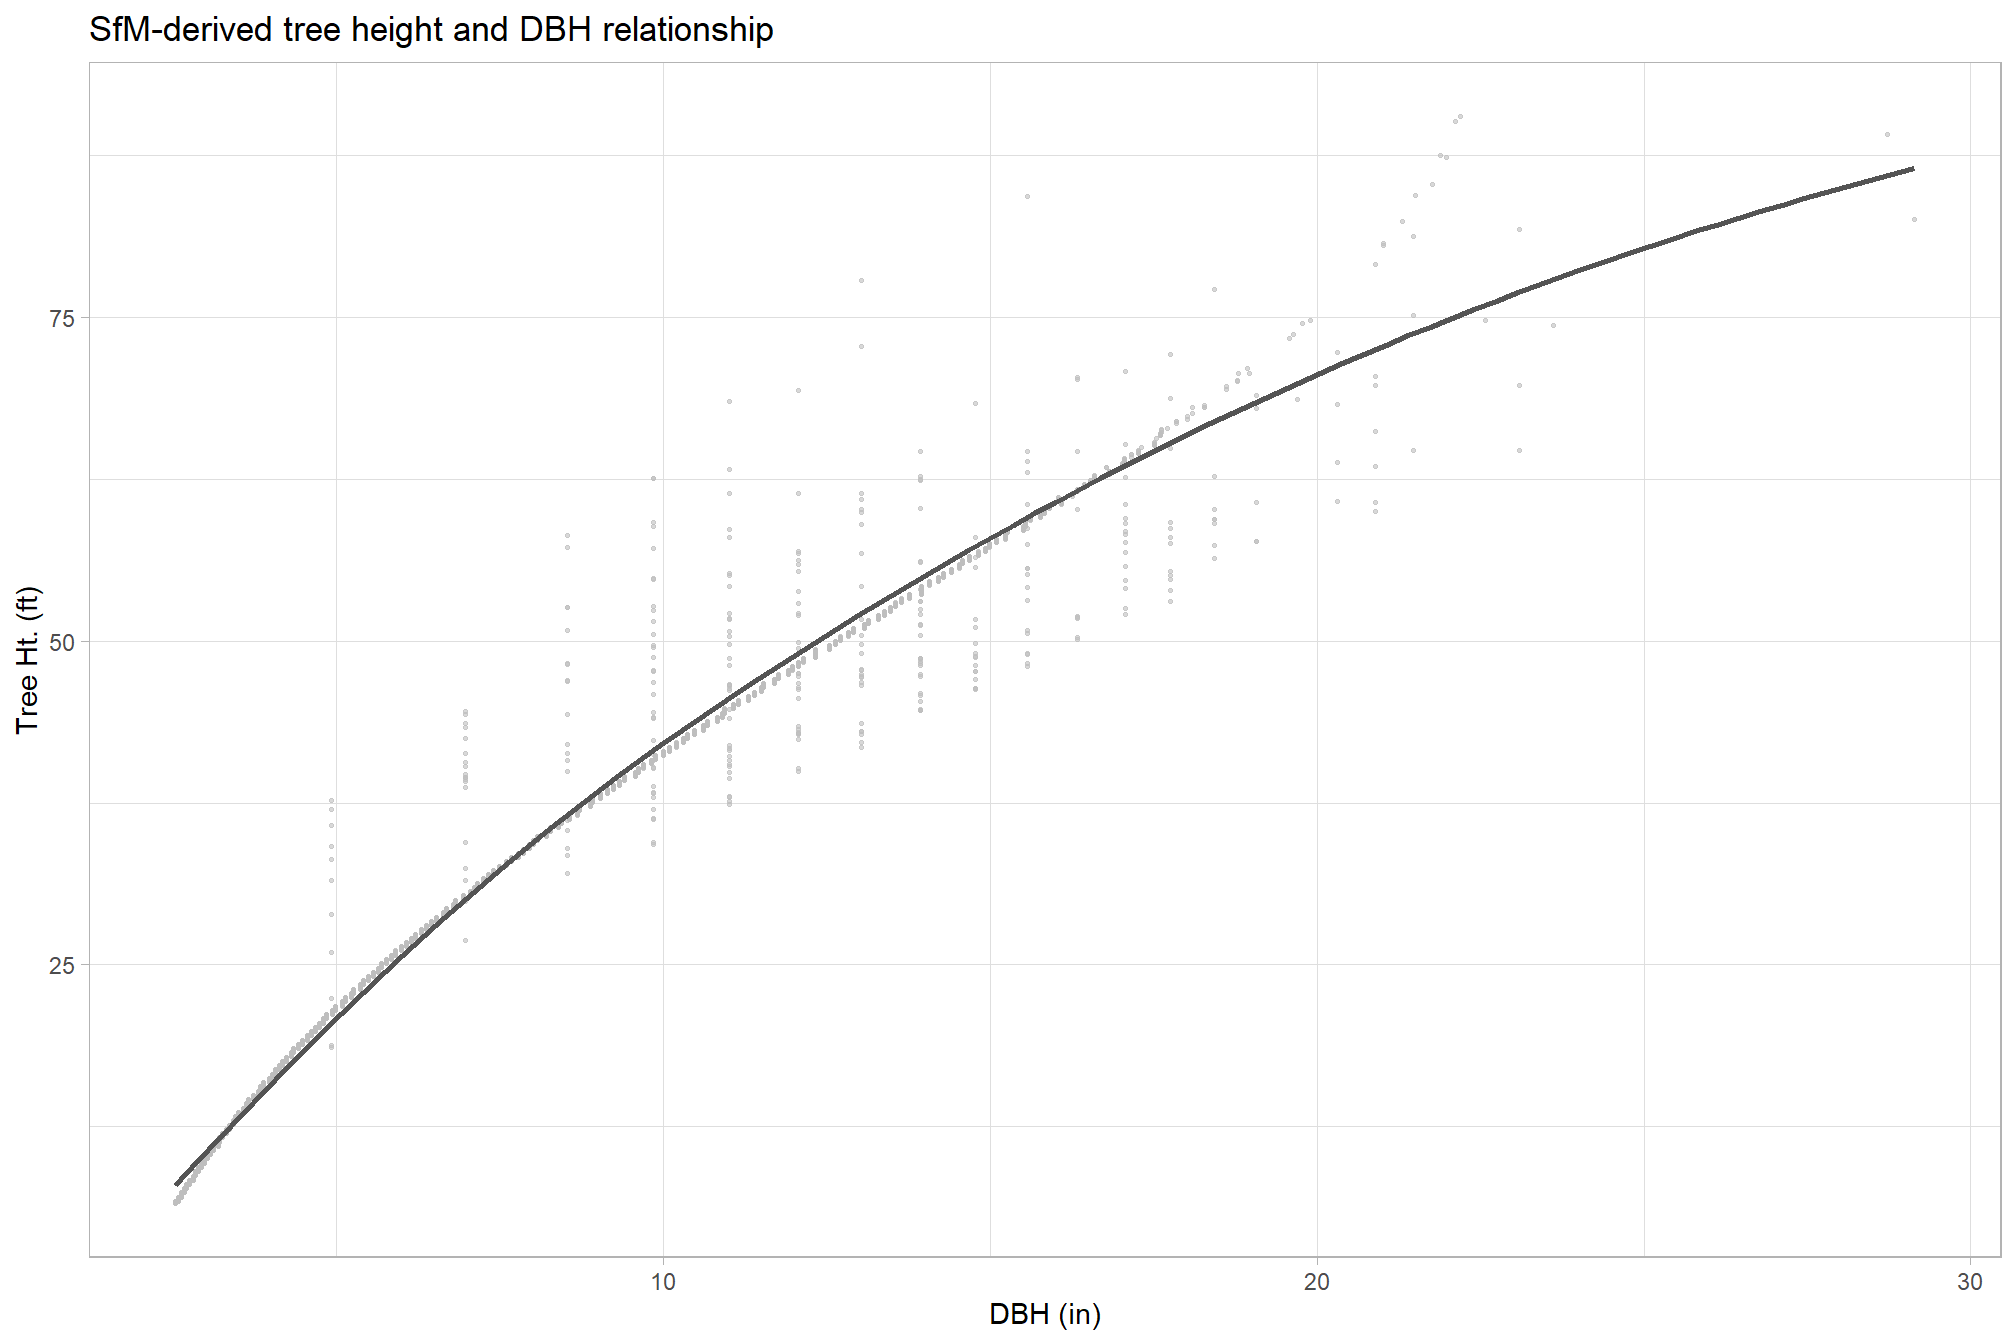 SfM-derived tree height and DBH relationship
Tree Ht. (ft)
75
50
25
10
20
30
DBH (in)